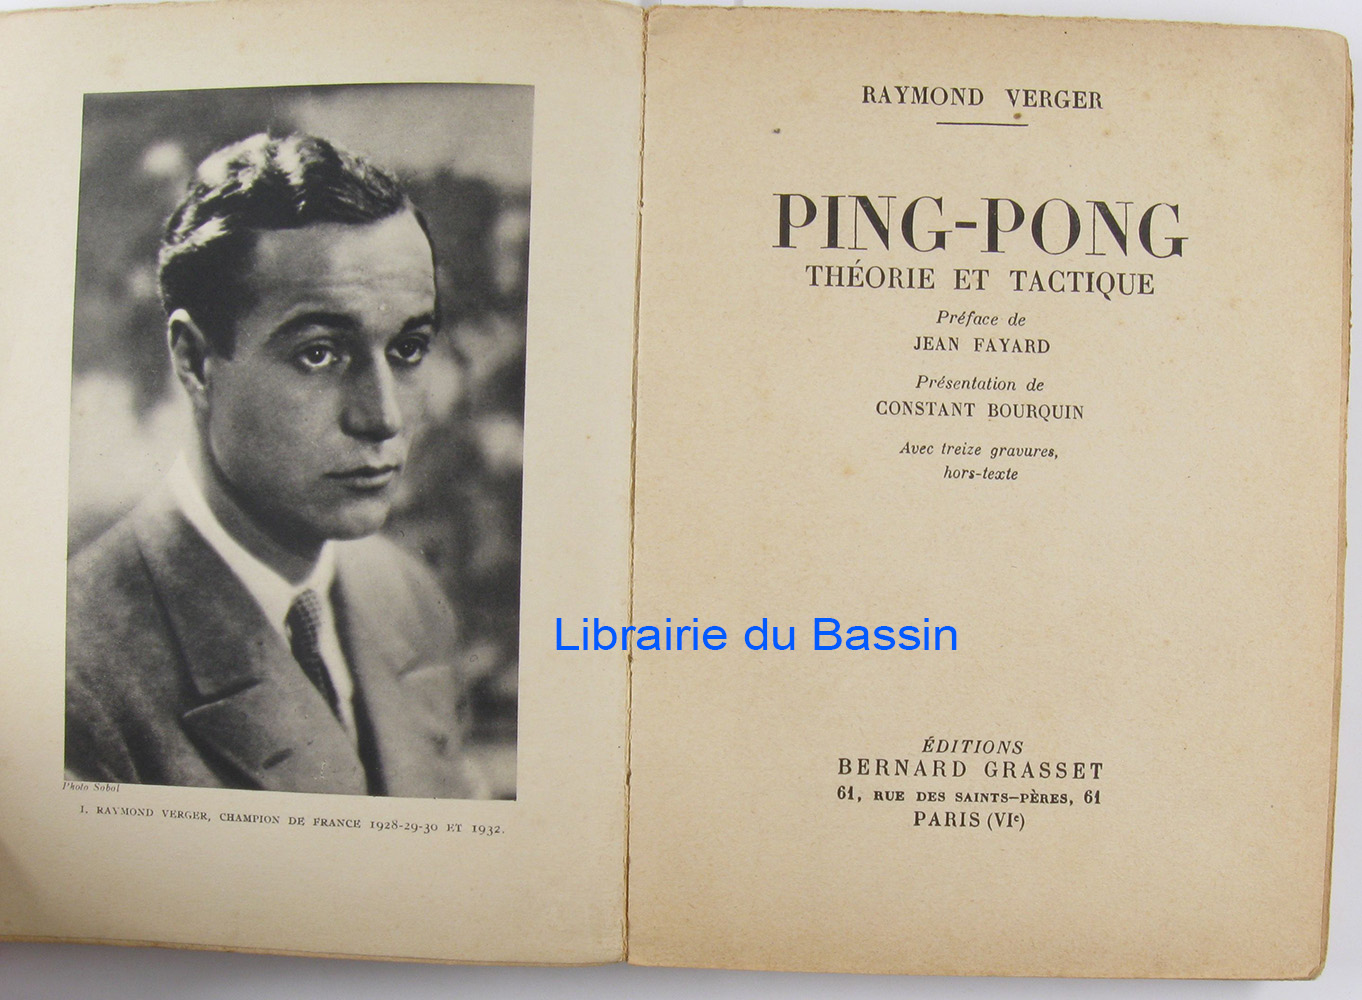 Photo Sobol
1. RAYMOND VERGER, CHAMPION DE FRANCE 1928-29-30 ET 1932.
RAYMOND VERGER
PING-PONG
THÉORIE ET TACTIQUE
Préface de
JEAN FAYARD
Présentation de
CONSTANT BOURQUIN
Avec treize gravures,
hors-texte
Librairie du Bassin
ÉDITIONS
BERNARD GRASSET
61, RUE DES SAINTS-PÈRES, 61
PARIS (VIe)